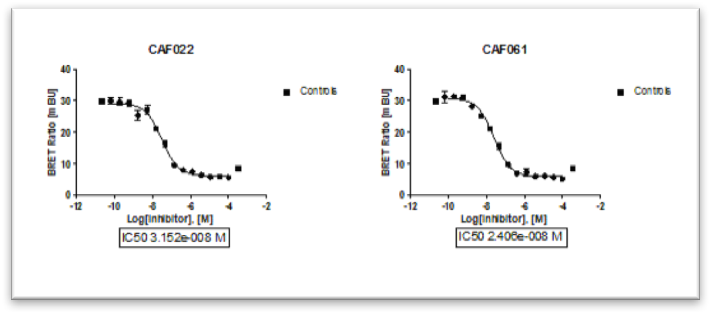 CAF022
BRET Ratio [mBU]
40
30
20
10
0
-12 -10 -8 -6 -4 -2
Log[Inhibitor], [M]
Controls
IC50 3.152e-008 M
CAF061
BRET Ratio [mBU]
40
30
20
10
0
-12 -10 -8 -6 -4 -2
Log[Inhibitor], [M]
Controls
IC50 2.406e-008 M